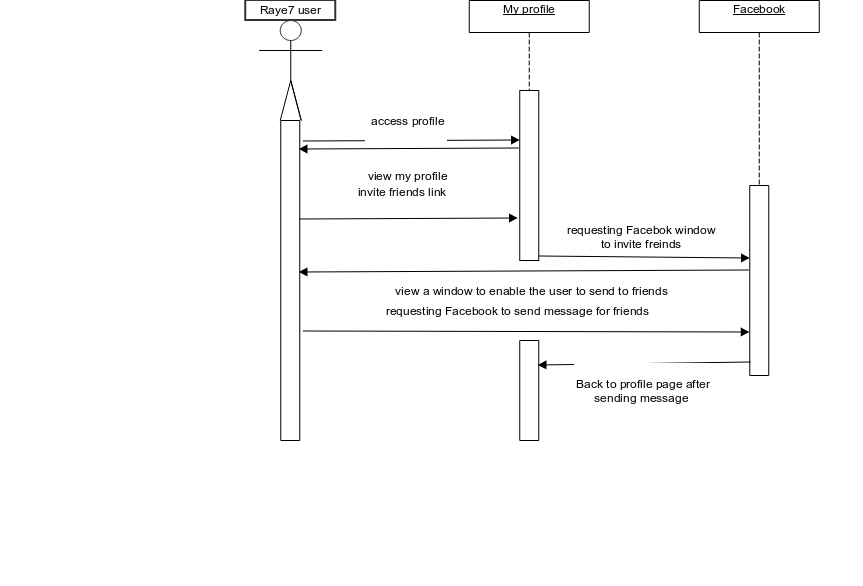 Raye7 user
My profile
Facebook
access profile
view my profile
invite friends link
requesting Facebok window
to invite freinds
view a window to enable the user to send to friends
requesting Facebook to send message for friends
Back to profile page after
sending message